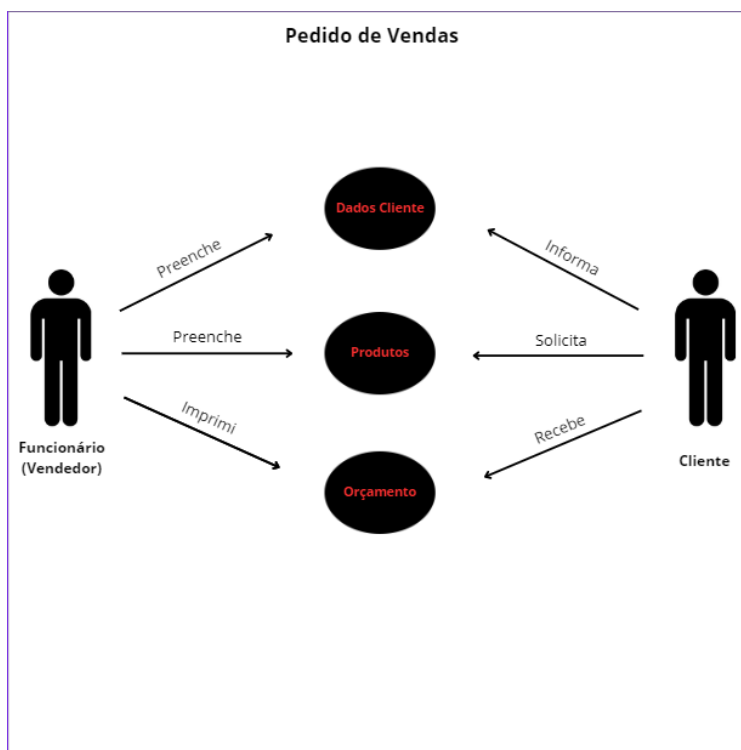 Pedido de Vendas
Dados Cliente
Preenche
Informa
Preenche
Produtos
Solicita
Imprimi
Recebe
Funcionário
(Vendedor)
Cliente
Orçamento